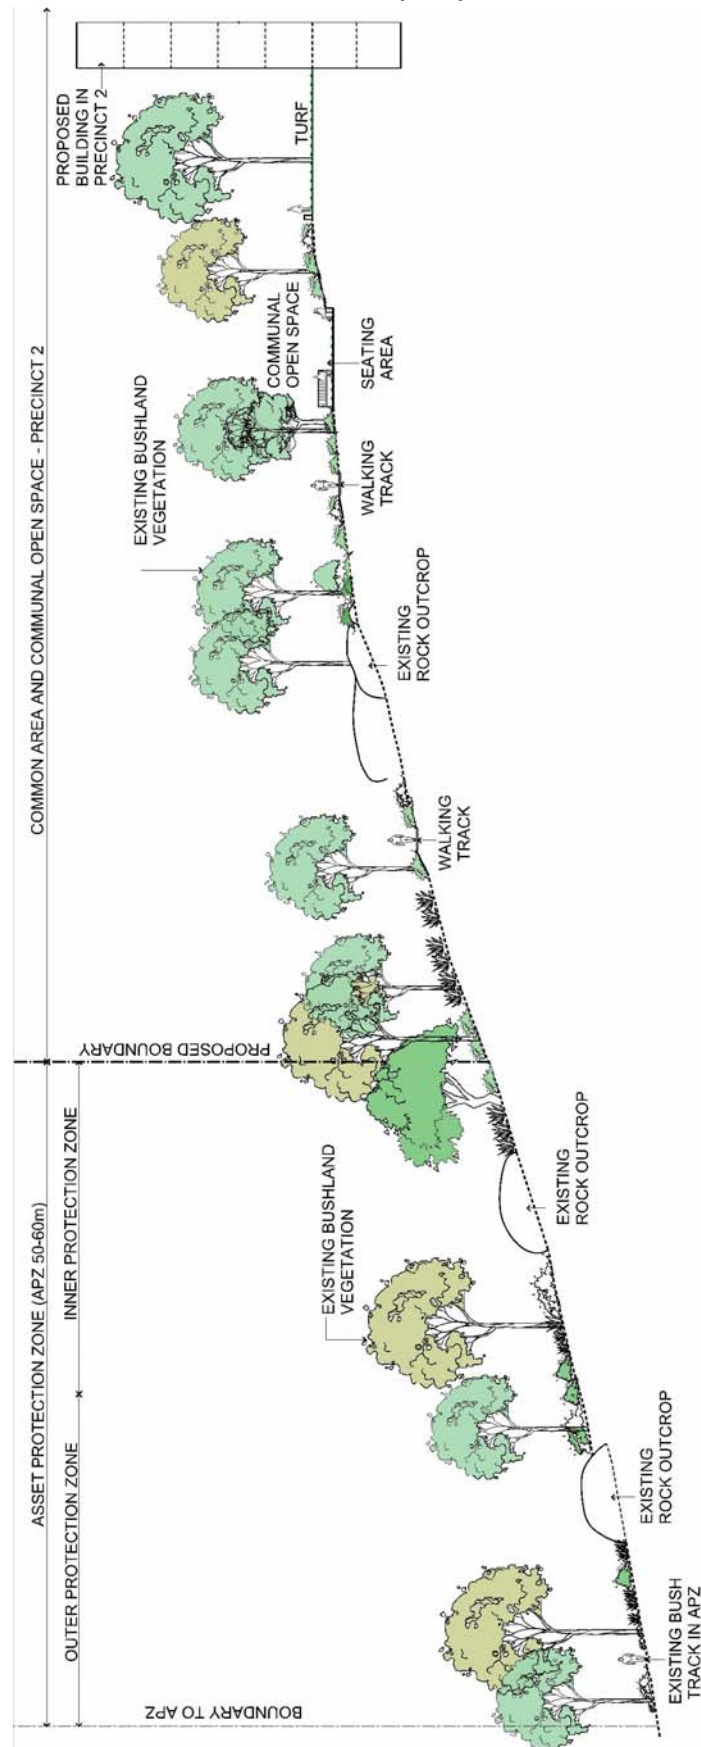 ASSET PROTECTION ZONE (APZ 50-60m)
COMMON AREA AND COMMUNAL OPEN SPACE - PRECINCT 2
OUTER PROTECTION ZONE
INNER PROTECTION ZONE
BOUNDARY TO APZ
PROPOSED BOUNDARY
EXISTING BUSHLAND
VEGETATION
EXISTING BUSHLAND
VEGETATION
COMMUNAL
OPEN SPACE
PROPOSED
BUILDING IN
PRECINCT 2
TURF
EXISTING BUSH
TRACK IN APZ
EXISTING
ROCK OUTCROP
EXISTING
ROCK OUTCROP
WALKING
TRACK
EXISTING
ROCK OUTCROP
WALKING
TRACK
SEATING
AREA